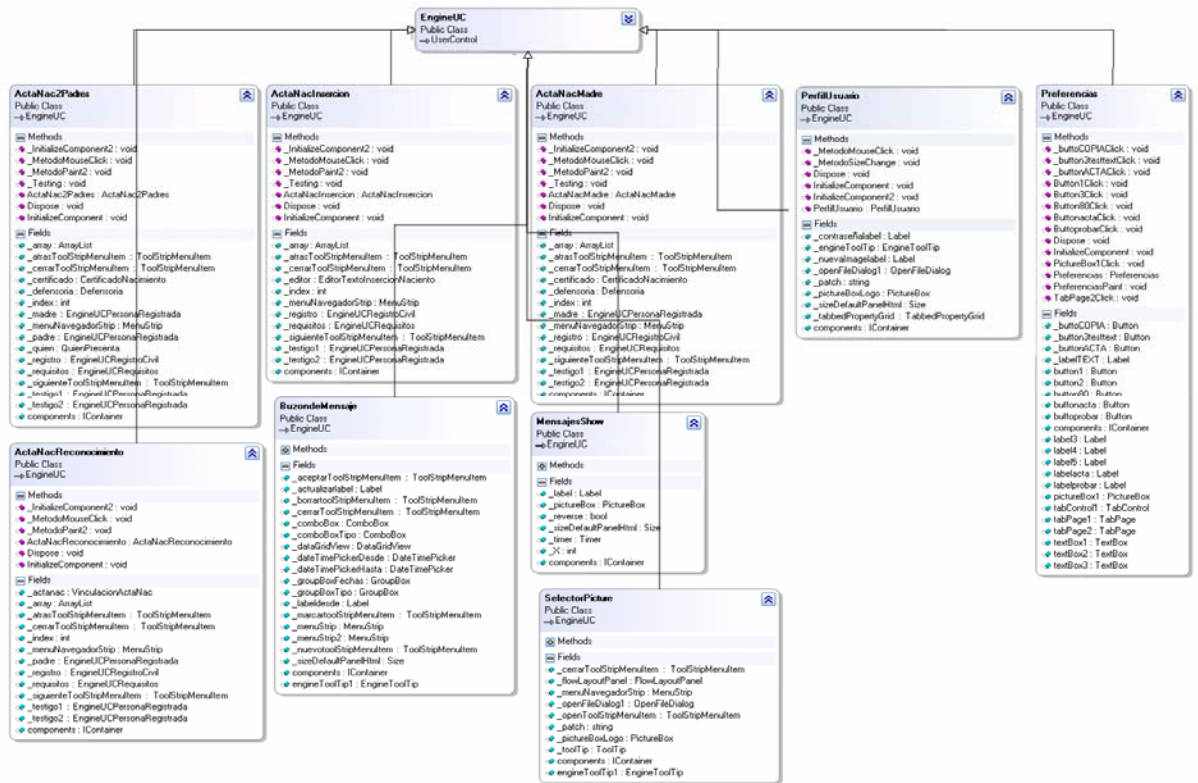 EngineUC
Public Class
UserControl
ActaNac2Padres
Public Class
EngineUC
Methods
_InitializeComponent2 : void
_MetodoMouseClick : void
_MetodoPaint2 : void
_Testing : void
ActaNac2Padres : ActaNac2Padres
Dispose : void
InitializeComponent : void
Fields
_array : ArrayList
_atrasToolStripMenuItem : ToolStripMenuItem
_cerrarToolStripMenuItem : ToolStripMenuItem
_certificado : CertificadoNacimiento
_defensoria : Defensoria
_index : int
_madre : EngineUCPersonaRegistrada
_menuNavegadorStrip : MenuStrip
_padre : EngineUCPersonaRegistrada
_quien : QuienPresenta
_registro : EngineUCRegistroCivil
_requisitos : EngineUCRequisitos
_siguienteToolStripMenuItem : ToolStripMenuItem
_testigo1 : EngineUCPersonaRegistrada
_testigo2 : EngineUCPersonaRegistrada
components : IContainer
ActaNacInsercion
Public Class
EngineUC
Methods
_InitializeComponent2 : void
_MetodoMouseClick : void
_MetodoPaint2 : void
_Testing : void
ActaNacInsercion : ActaNacInsercion
Dispose : void
InitializeComponent : void
Fields
_array : ArrayList
_atrasToolStripMenuItem : ToolStripMenuItem
_cerrarToolStripMenuItem : ToolStripMenuItem
_editor : EditorTextoInsercionNaciento
_index : int
_menuNavegadorStrip : MenuStrip
_registro : EngineUCRegistroCivil
_requisitos : EngineUCRequisitos
_siguienteToolStripMenuItem : ToolStripMenuItem
_testigo1 : EngineUCPersonaRegistrada
_testigo2 : EngineUCPersonaRegistrada
components : IContainer
ActaNacMadre
Public Class
EngineUC
Methods
_InitializeComponent2 : void
_MetodoMouseClick : void
_MetodoPaint2 : void
_Testing : void
ActaNacMadre : ActaNacMadre
Dispose : void
InitializeComponent : void
Fields
_array : ArrayList
_atrasToolStripMenuItem : ToolStripMenuItem
_cerrarToolStripMenuItem : ToolStripMenuItem
_certificado : CertificadoNacimiento
_defensoria : Defensoria
_index : int
_madre : EngineUCPersonaRegistrada
_menuNavegadorStrip : MenuStrip
_registro : EngineUCRegistroCivil
_requisitos : EngineUCRequisitos
_siguienteToolStripMenuItem : ToolStripMenuItem
_testigo1 : EngineUCPersonaRegistrada
_testigo2 : EngineUCPersonaRegistrada
components : IContainer
PerfilUsuario
Public Class
EngineUC
Methods
_MetodoMouseClick : void
_MetodoSizeChange : void
Dispose : void
InitializeComponent : void
InitializeComponent2 : void
PerfilUsuario : PerfilUsuario
Fields
_contraseñalabel : Label
_engineToolTip : EngineToolTip
_nuevaImagelabel : Label
_openFileDialog1 : OpenFileDialog
_patch : string
_pictureBoxLogo : PictureBox
_sizeDefaultPanelHtml : Size
_tabbedPropertyGrid : TabbedPropertyGrid
components : IContainer
Preferencias
Public Class
EngineUC
Methods
_buttoCOPIAClick : void
_button3testtextClick : void
_buttonACTAClick : void
Button1Click : void
Button3Click : void
Button80Click : void
ButtonactaClick : void
ButtoprobarClick : void
Dispose : void
InitializeComponent : void
PictureBox1Click : void
Preferencias : Preferencias
PreferenciasPaint : void
TabPage2Click : void
Fields
_buttoCOPIA : Button
_button3testtext : Button
_buttonACTA : Button
_labelTEXT : Label
button1 : Button
button2 : Button
button80 : Button
buttonacta : Button
buttoprobar : Button
components : IContainer
label3 : Label
label4 : Label
label5 : Label
labelacta : Label
labelprobar : Label
pictureBox1 : PictureBox
tabControl1 : TabControl
tabPage1 : TabPage
tabPage2 : TabPage
textBox1 : TextBox
textBox2 : TextBox
textBox3 : TextBox
ActaNacReconocimiento
Public Class
EngineUC
Methods
_InitializeComponent2 : void
_MetodoMouseClick : void
_MetodoPaint2 : void
ActaNacReconocimiento : ActaNacReconocimiento
Dispose : void
InitializeComponent : void
Fields
_actanac : VinculacionActaNac
_array : ArrayList
_atrasToolStripMenuItem : ToolStripMenuItem
_cerrarToolStripMenuItem : ToolStripMenuItem
_index : int
_menuNavegadorStrip : MenuStrip
_padre : EngineUCPersonaRegistrada
_registro : EngineUCRegistroCivil
_requisitos : EngineUCRequisitos
_siguienteToolStripMenuItem : ToolStripMenuItem
_testigo1 : EngineUCPersonaRegistrada
_testigo2 : EngineUCPersonaRegistrada
components : IContainer
BuzondeMensaje
Public Class
EngineUC
Methods
Fields
_aceptarToolStripMenuItem : ToolStripMenuItem
_actualizarlabel : Label
_borrartoolStripMenuItem : ToolStripMenuItem
_cerrarToolStripMenuItem : ToolStripMenuItem
_comboBox : ComboBox
_comboBoxTipo : ComboBox
_dataGridView : DataGridView
_dateTimePickerDesde : DateTimePicker
_dateTimePickerHasta : DateTimePicker
_groupBoxFechas : GroupBox
_groupBoxTipo : GroupBox
_labeldesde : Label
_marcartoolStripMenuItem : ToolStripMenuItem
_menuStrip : MenuStrip
_menuStrip2 : MenuStrip
_nuevotoolStripMenuItem : ToolStripMenuItem
_sizeDefaultPanelHtml : Size
components : IContainer
engineToolTip1 : EngineToolTip
MensajesShow
Public Class
EngineUC
Methods
Fields
_label : Label
_pictureBox : PictureBox
_reverse : bool
_sizeDefaultPanelHtml : Size
_timer : Timer
_X : int
components : IContainer
SelectorPicture
Public Class
EngineUC
Methods
Fields
_cerrarToolStripMenuItem : ToolStripMenuItem
_flowLayoutPanel : FlowLayoutPanel
_menuNavegadorStrip : MenuStrip
_openFileDialog1 : OpenFileDialog
_openToolStripMenuItem : ToolStripMenuItem
_patch : string
_pictureBoxLogo : PictureBox
_toolTip : ToolTip
components : IContainer
engineToolTip1 : EngineToolTip